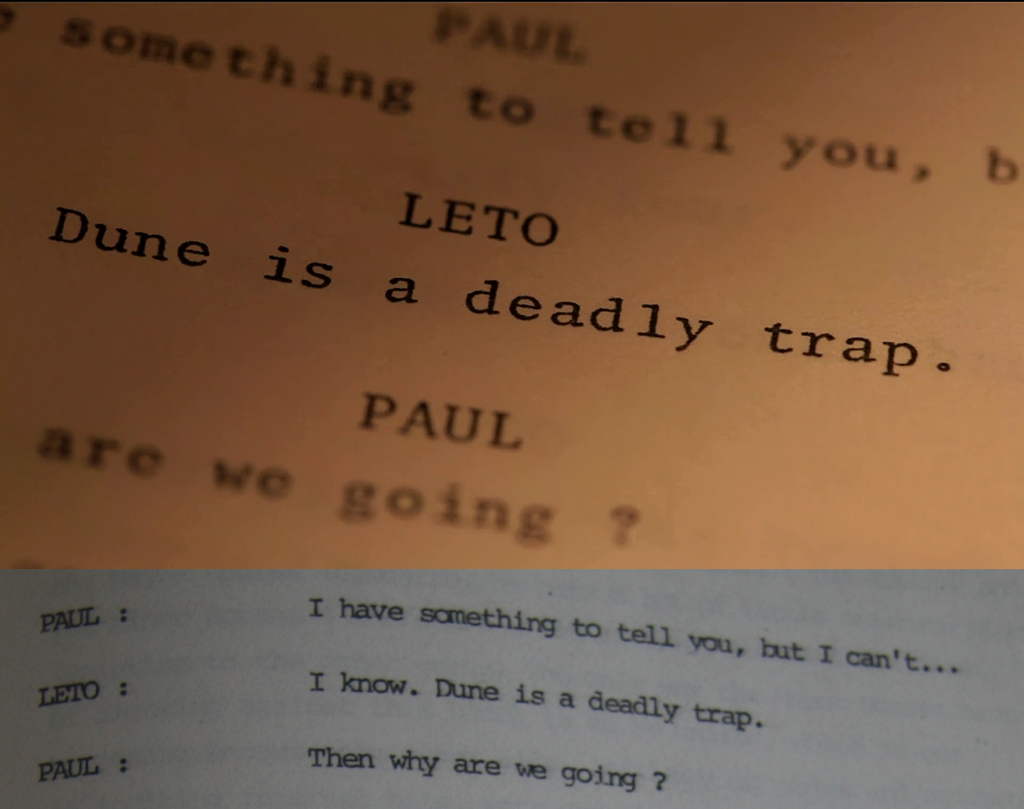 PAUL
something to tell you, b
LETO
Dune is a deadly trap.
PAUL
are we going ?
PAUL : I have something to tell you, but I can't...
LETO : I know. Dune is a deadly trap.
PAUL : Then why are we going ?